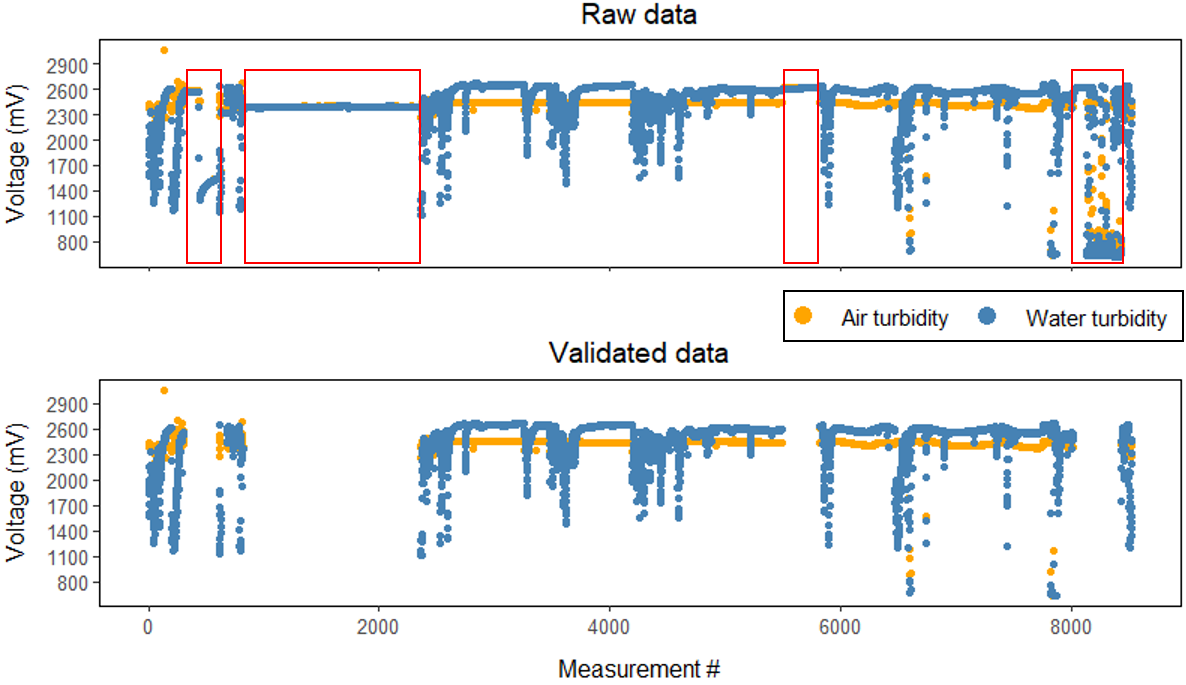 Raw data
Voltage (mV)
2900
2600
2300
2000
1700
1400
1100
800
Air turbidity Water turbidity
Validated data
Voltage (mV)
2900
2600
2300
2000
1700
1400
1100
800
0 2000 4000 6000 8000
Measurement #